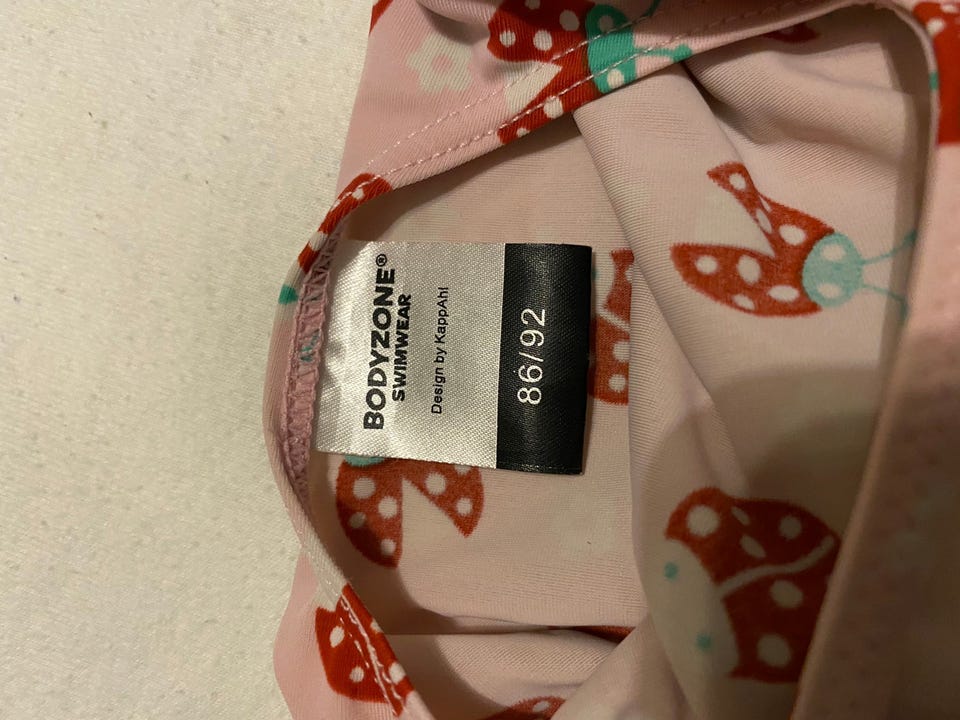 BODYZONE®
SWIMWEAR
Design by KappAhl
86/92